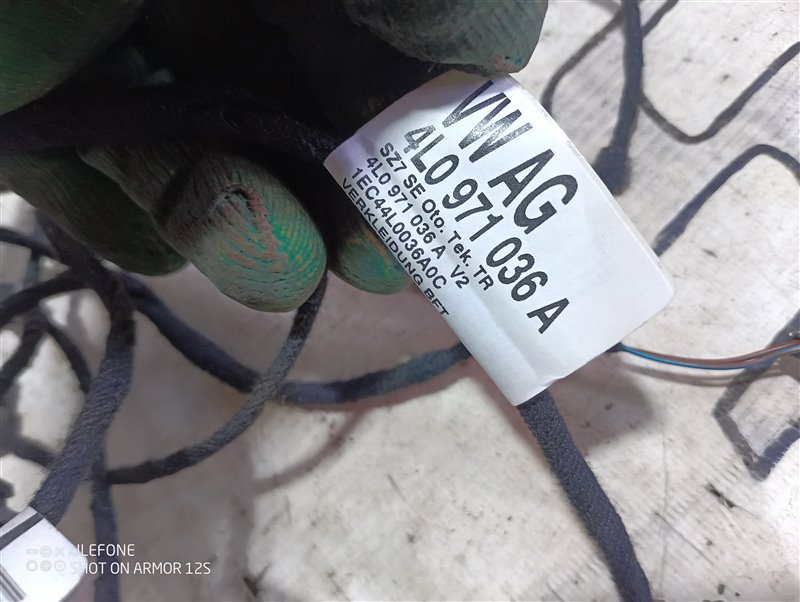 VW AG
4L0 971 036 A
SZ7 SE Oto. Tek. TR
4L0 971 036 A V2
1EC44L0036A0C
VERKLEIDUNG BFT
ULEFONE
SHOT ON ARMOR 12S